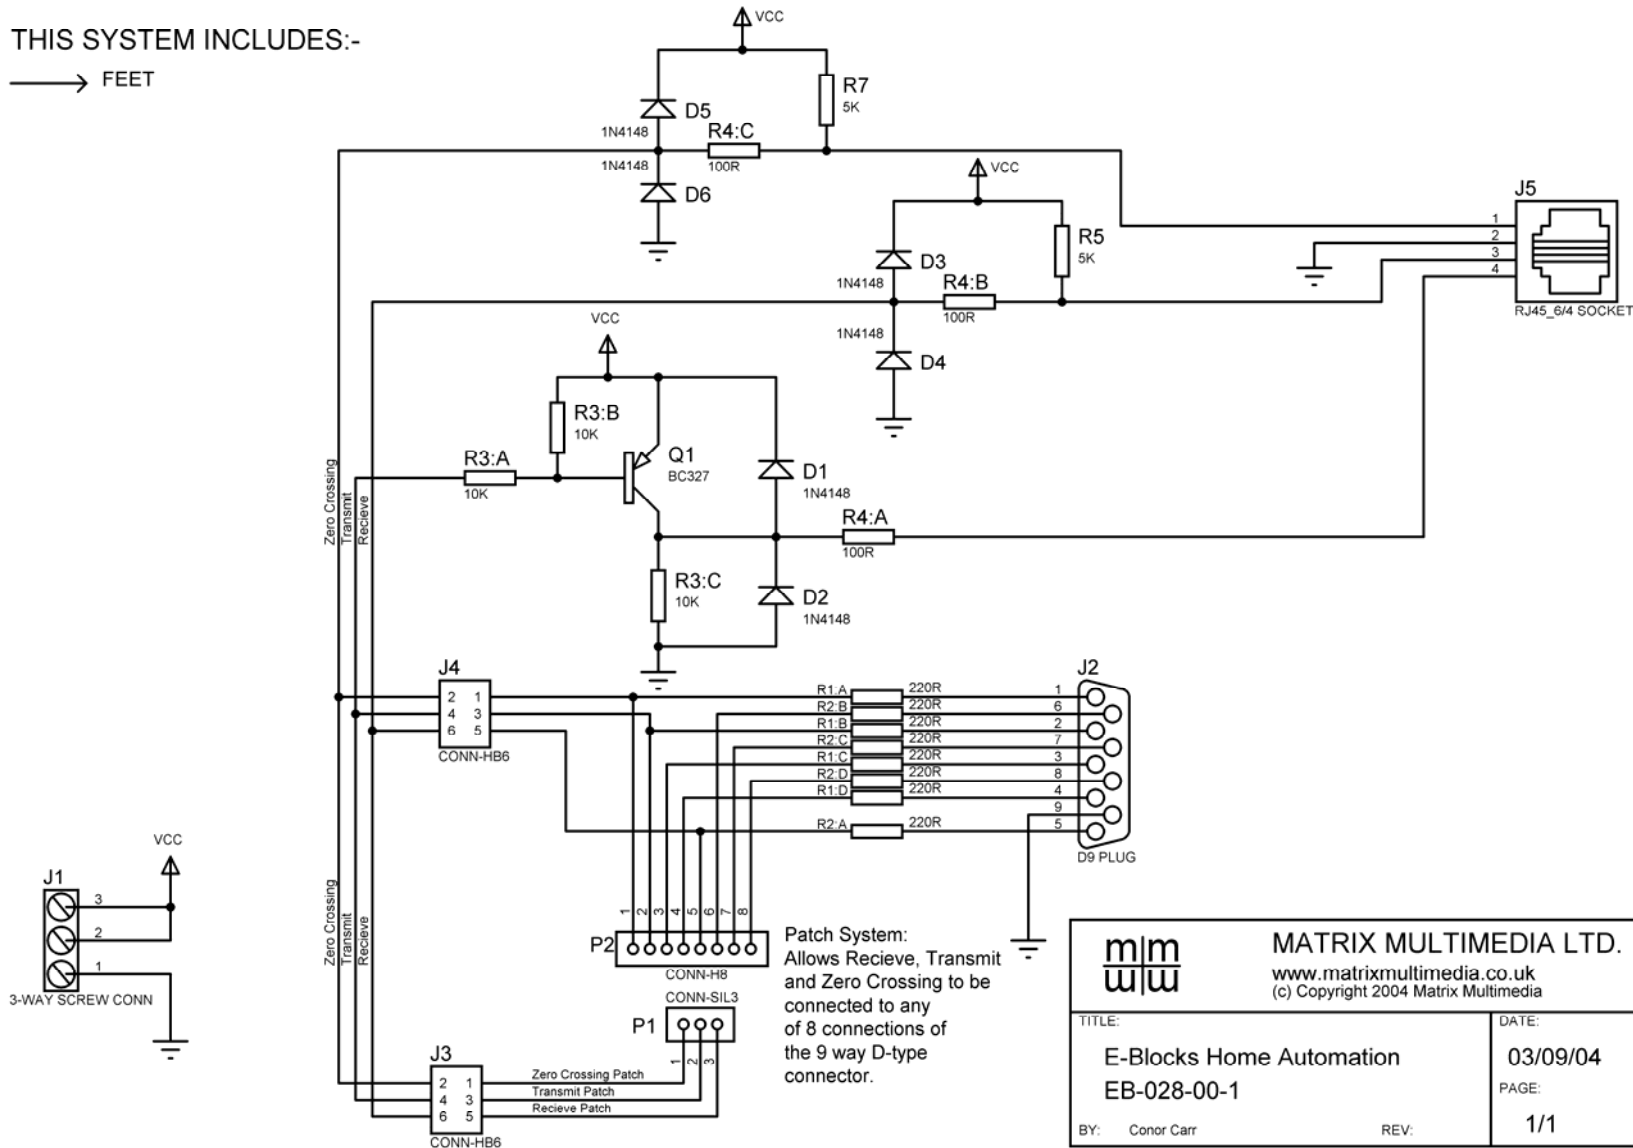 THIS SYSTEM INCLUDES:-
FEET
VCC
R7
5K
D5
1N4148
R4:C
100R
1N4148
D6
VCC
R5
5K
D3
1N4148
R4:B
100R
1N4148
D4
J5
1
2
3
4
RJ45_6/4 SOCKET
VCC
R3:B
10K
R3:A
10K
Q1
BC327
D1
1N4148
R4:A
100R
R3:C
10K
D2
1N4148
Zero Crossing
Transmit
Recieve
J4
2 1
4 3
6 5
CONN-HB6
R1:A 220R 1
R2:B 220R 6
R1:B 220R 2
R2:C 220R 7
R1:C 220R 3
R2:D 220R 8
R1:D 220R 4
9
R2:A 220R 5
J2
D9 PLUG
VCC
J1
3
2
1
3-WAY SCREW CONN
Zero Crossing
Transmit
Recieve
1 2 3 4 5 6 7 8
P2
CONN-H8
CONN-SIL3
P1
1 2 3
J3
2 1
4 3
6 5
CONN-HB6
Zero Crossing Patch
Transmit Patch
Recieve Patch
Patch System:
Allows Recieve, Transmit
and Zero Crossing to be
connected to any
of 8 connections of
the 9 way D-type
connector.
MATRIX MULTIMEDIA LTD.
www.matrixmultimedia.co.uk
(c) Copyright 2004 Matrix Multimedia
TITLE:
E-Blocks Home Automation
EB-028-00-1
BY: Conor Carr REV:
DATE:
03/09/04
PAGE:
1/1